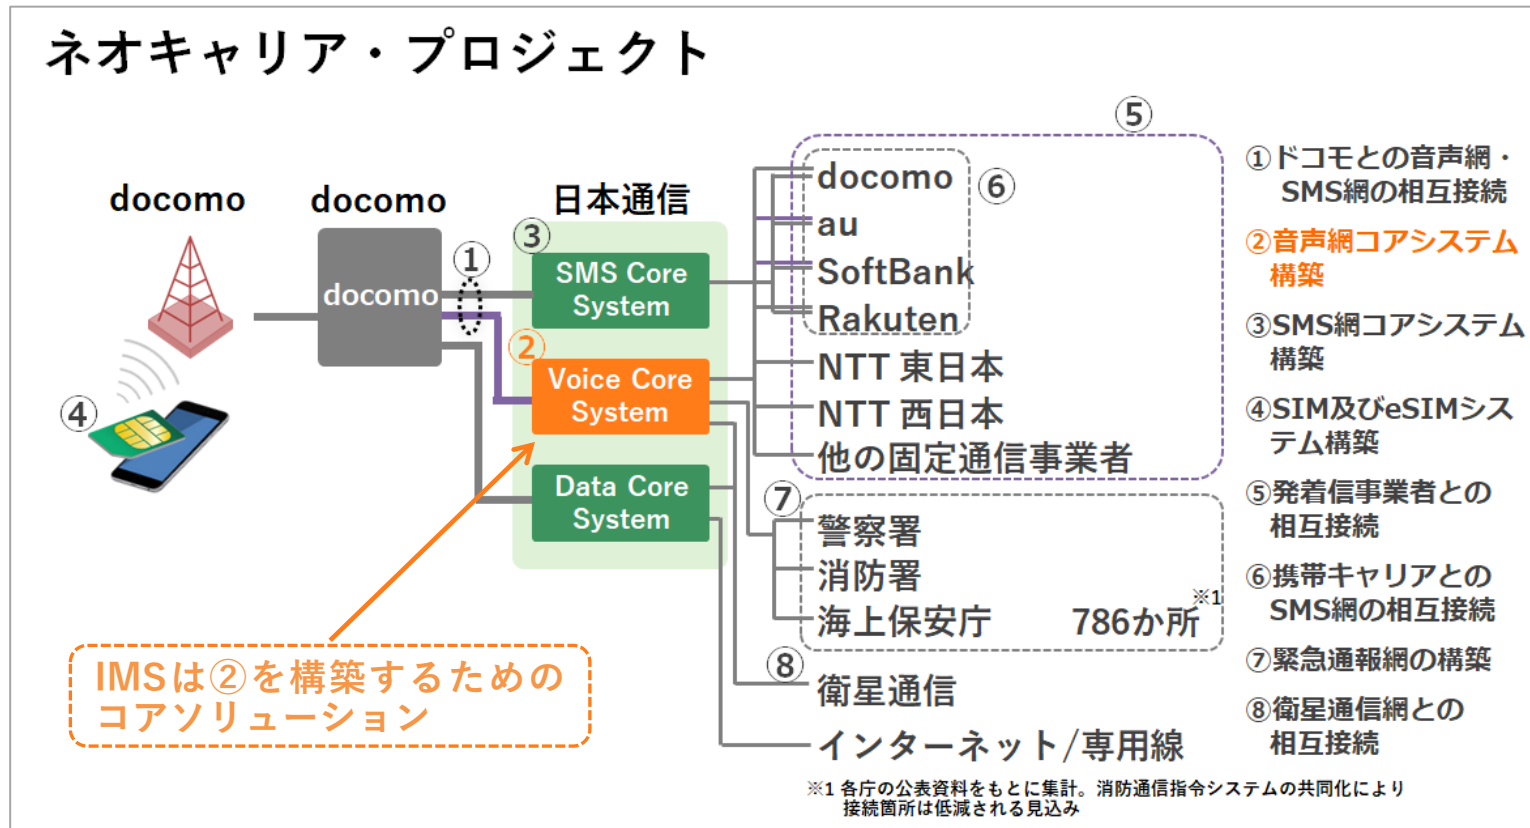 ネオキャリア・プロジェクト
docomo
docomo
日本通信
docomo
①
③
SMS Core
System
②
Voice Core
System
Data Core
System
④
⑤
⑥
docomo
au
SoftBank
Rakuten
NTT 東日本
NTT 西日本
他の固定通信事業者
⑦
警察署
消防署
海上保安庁 786か所※1
⑧
衛星通信
インターネット/専用線
※1 各庁の公表資料をもとに集計。消防通信指令システムの共同化により
接続箇所は低減される見込み
IMSは②を構築するための
コアソリューション
①ドコモとの音声網・
SMS網の相互接続
②音声網コアシステム
構築
③SMS網コアシステム
構築
④SIM及びeSIMシス
テム構築
⑤発着信事業者との
相互接続
⑥携帯キャリアとの
SMS網の相互接続
⑦緊急通報網の構築
⑧衛星通信網との
相互接続